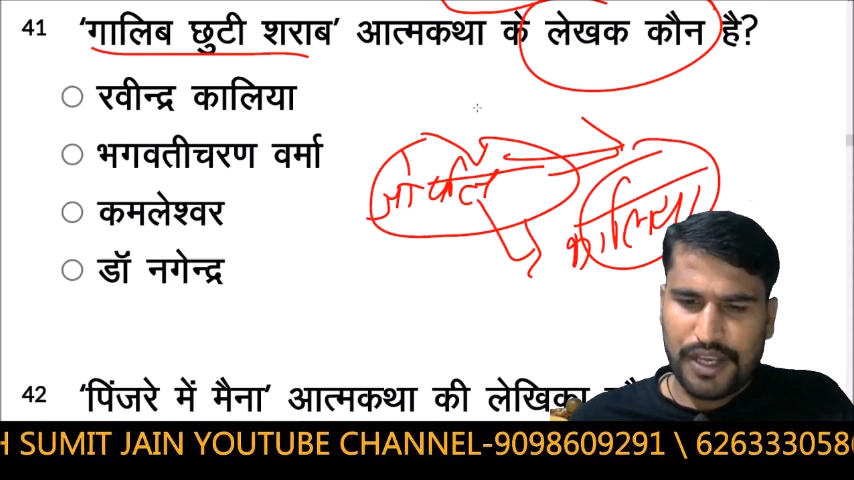 41 'गालिब छुटी शराब' आत्मकथा के लेखक कौन है?
रवीन्द्र कालिया
भगवतीचरण वर्मा
कमलेश्वर
डॉ नगेन्द्र
कालिया
42 'पिंजरे में मैना' आत्मकथा की लेखिका
H SUMIT JAIN YOUTUBE CHANNEL-9098609291 \ 626333058